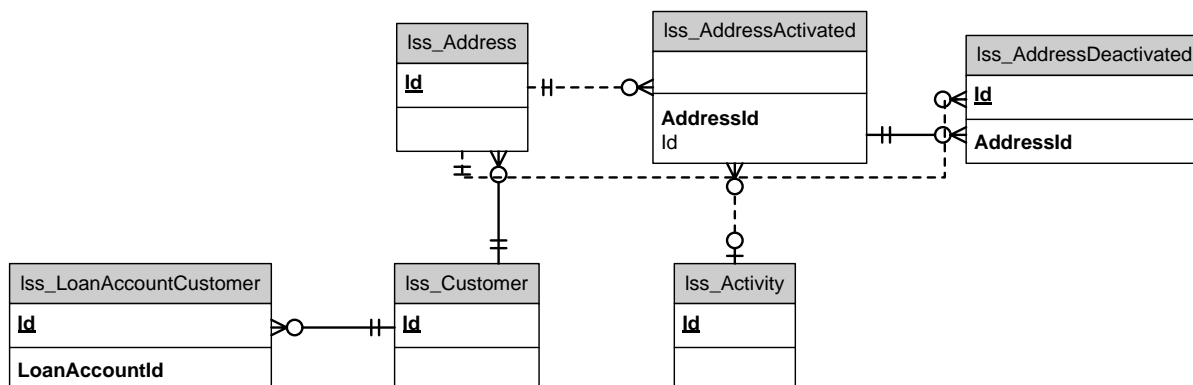 lss_Address
Id
lss_AddressActivated
AddressId
Id
lss_AddressDeactivated
Id
AddressId
lss_LoanAccountCustomer
Id
LoanAccountId
lss_Customer
Id
lss_Activity
Id